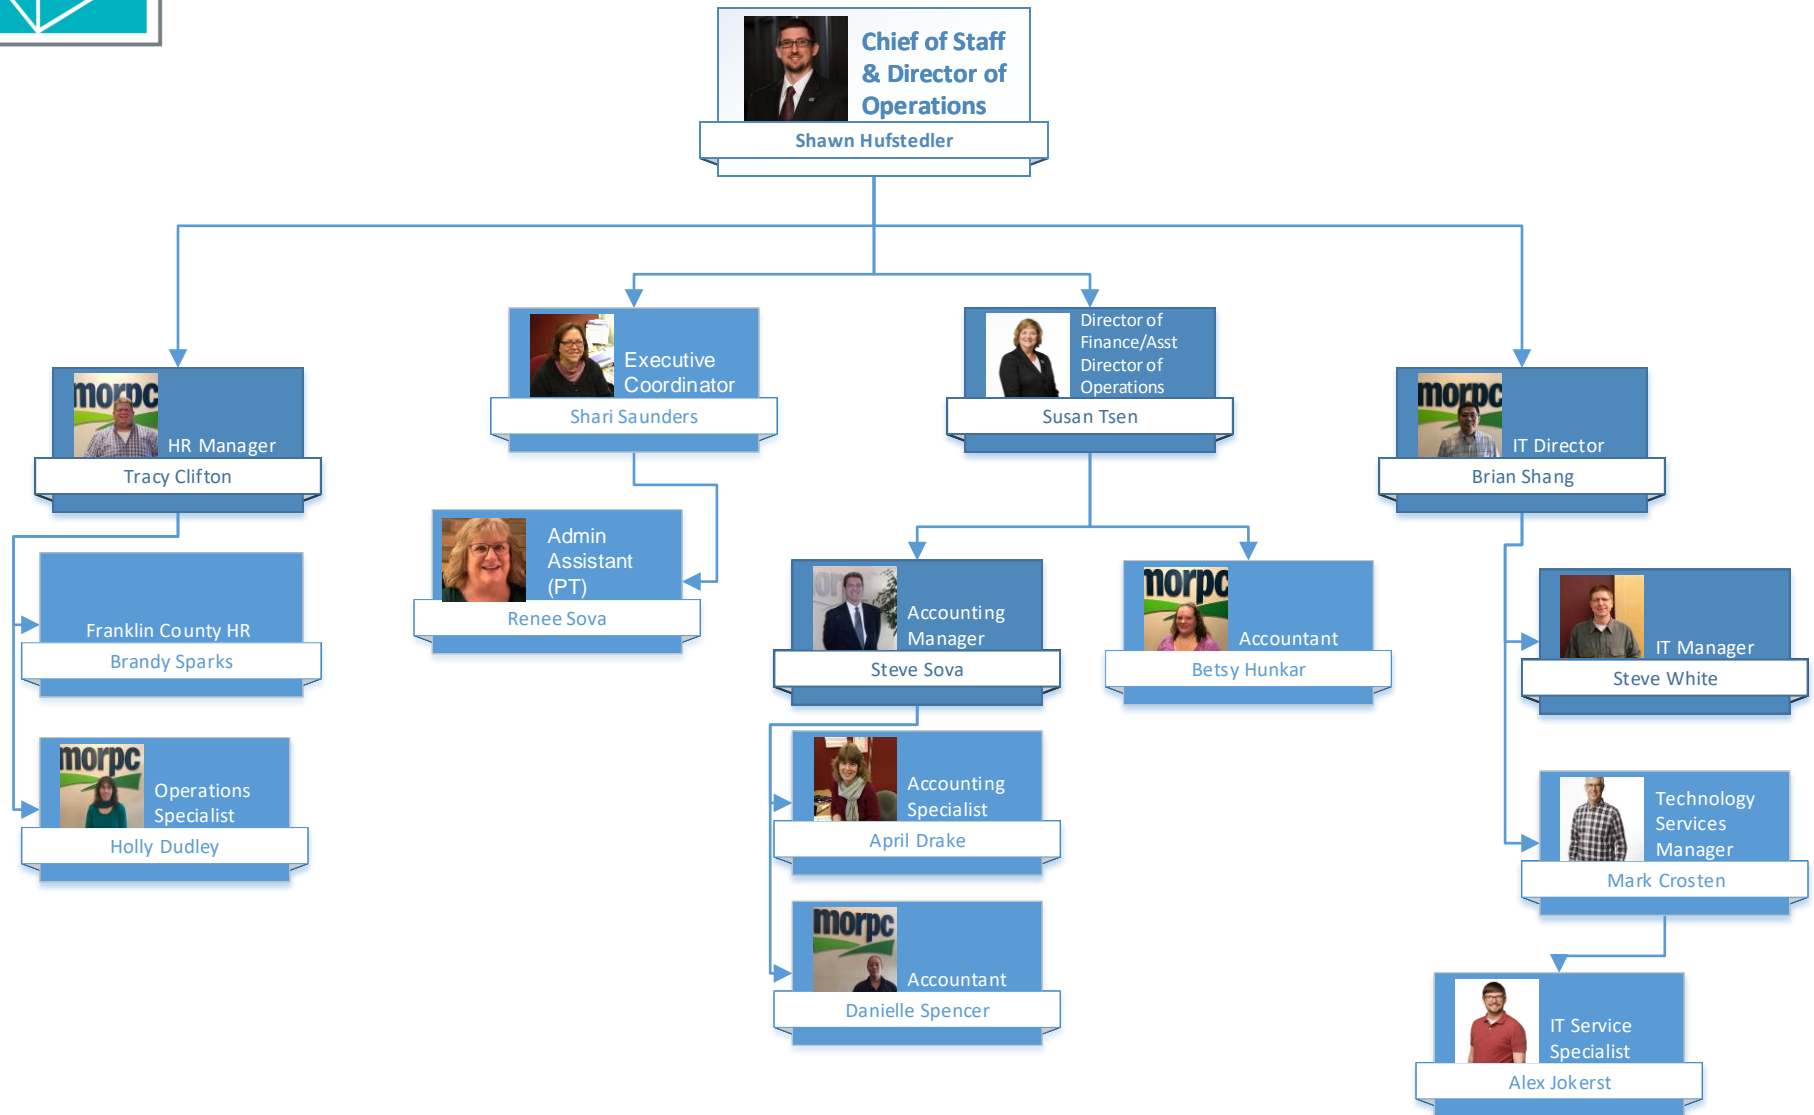 Chief of Staff
& Director of
Operations
Shawn Hufstedler
morpc
HR Manager
Tracy Clifton
Executive
Coordinator
Shari Saunders
Director of
Finance/Asst
Director of
Operations
Susan Tsen
morpc
IT Director
Brian Shang
Franklin County HR
Brandy Sparks
morpc
Operations
Specialist
Holly Dudley
Admin
Assistant
(PT)
Renee Sova
Accounting
Manager
Steve Sova
morpc
Accountant
Betsy Hunkar
Accounting
Specialist
April Drake
morpc
Accountant
Danielle Spencer
IT Manager
Steve White
Technology
Services
Manager
Mark Crosten
IT Service
Specialist
Alex Jokerst